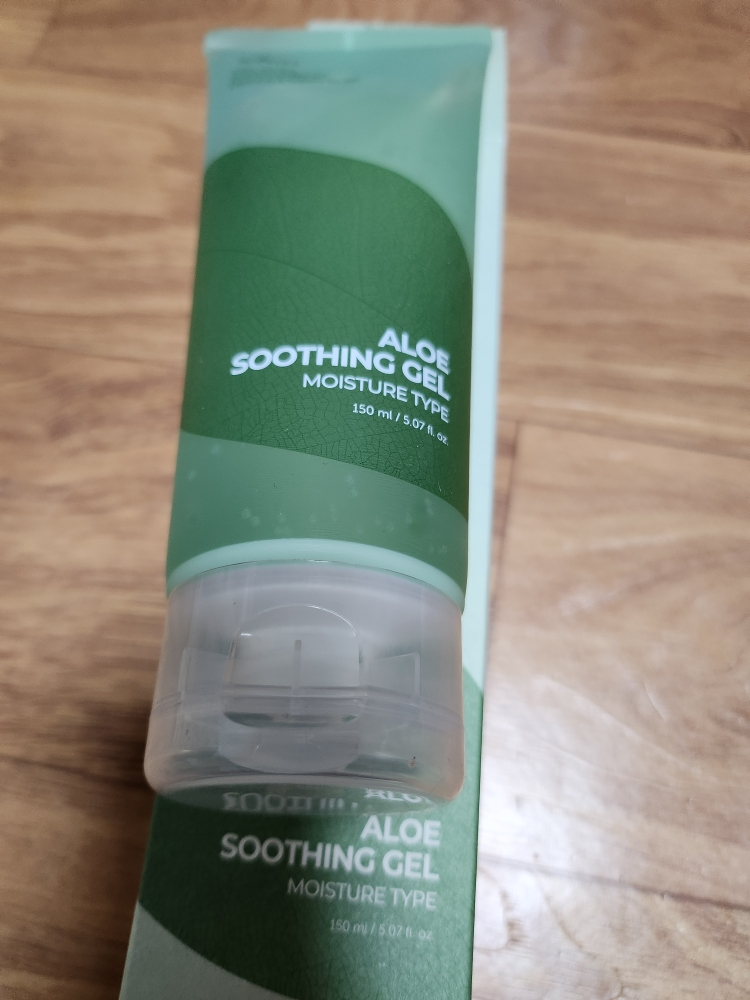 ALOE
SOOTHING GEL
MOISTURE TYPE
150 ml / 5.07 fl. oz.
ALOE
SOOTHING GEL
MOISTURE TYPE
150 ml / 5.07 fl. oz.